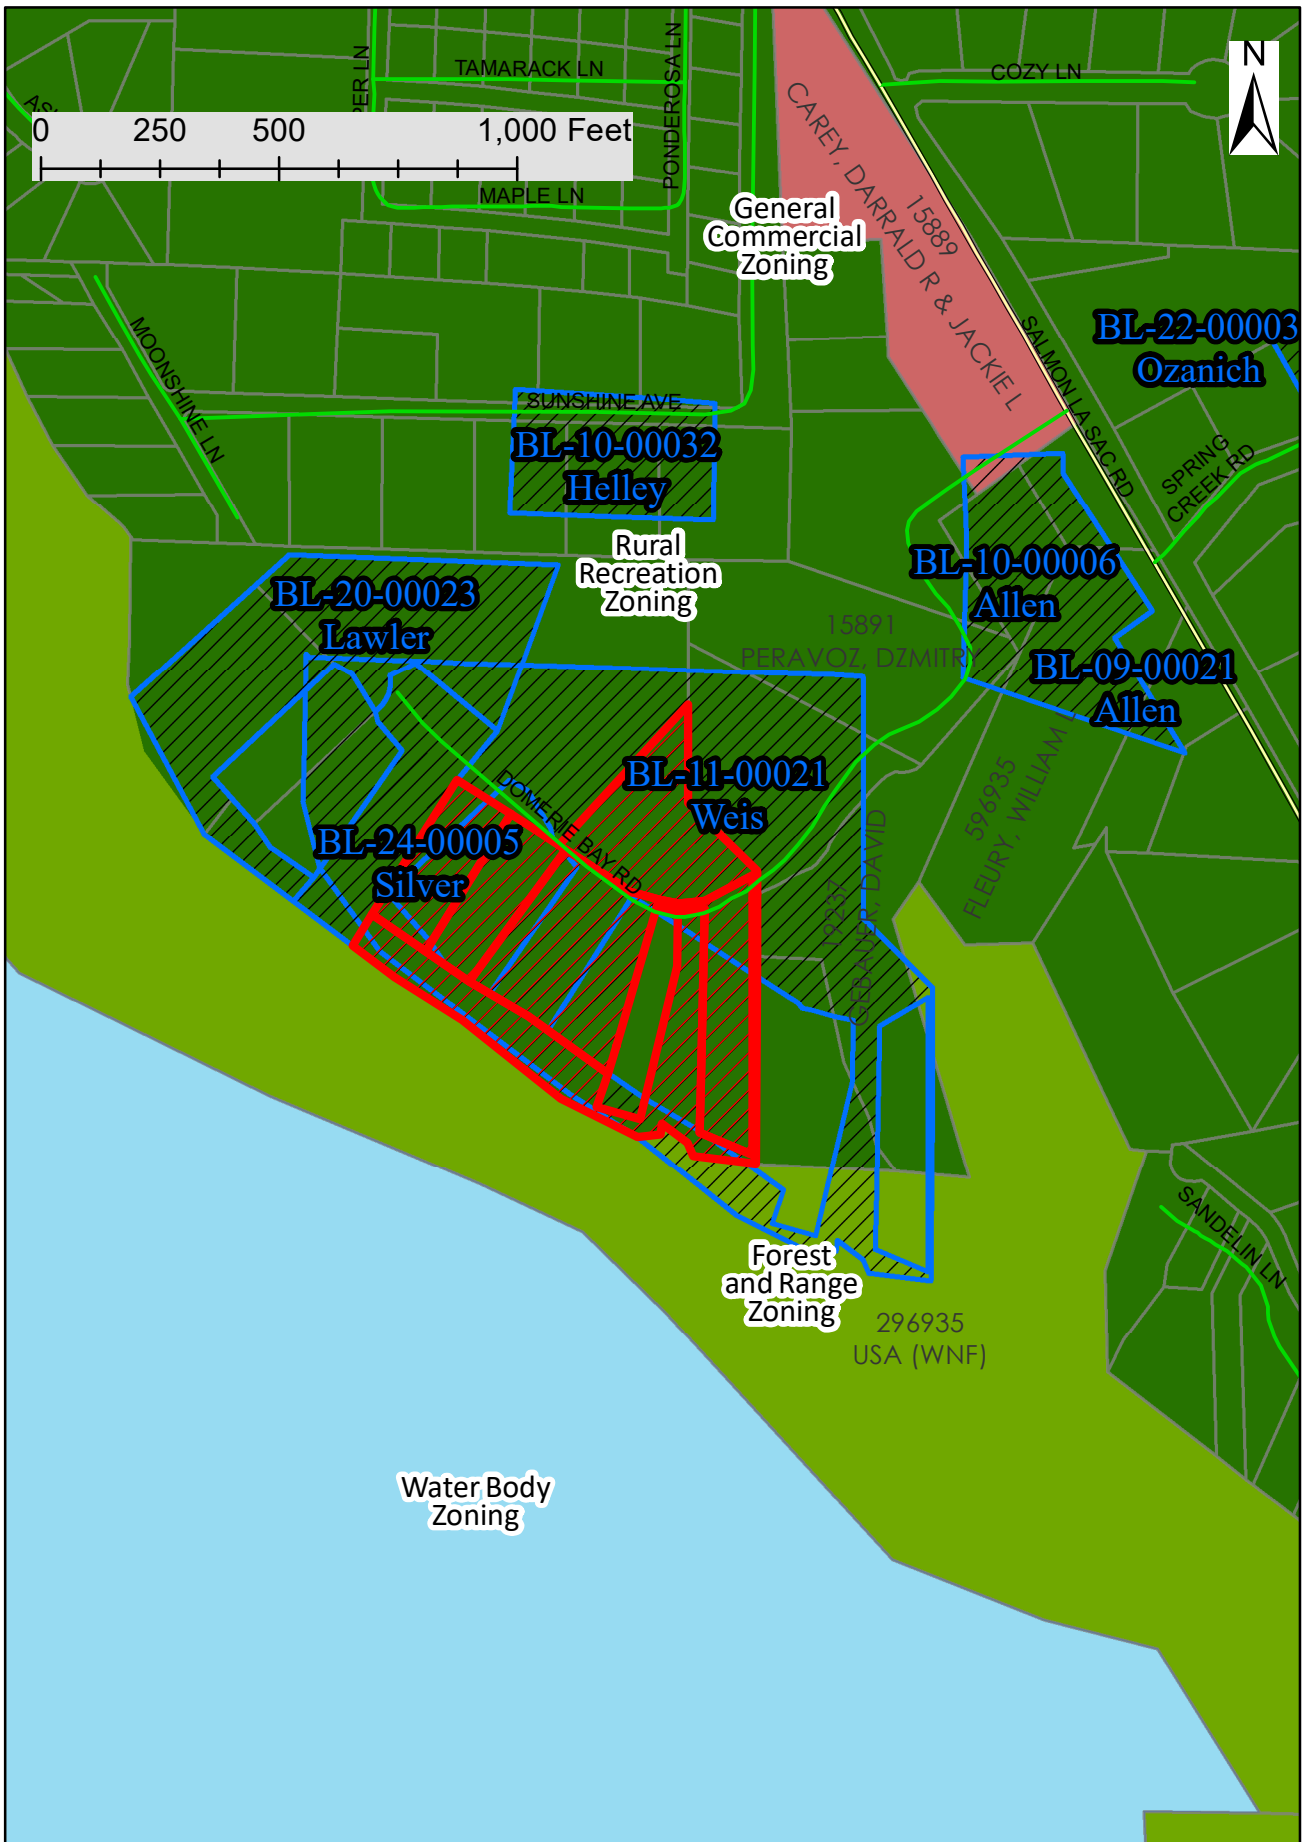 TAMARACK LN
PONDEROSA LN
COZY LN
N
0 250 500 1,000 Feet
MAPLE LN
CAREY, DARRALD R & JACKIE L
15889
General
Commercial
Zoning
MOONSHINE LN
SALMON LA SAC RD
BL-22-00003
Ozanich
SUNSHINE AVE
BL-10-00032
Helley
SPRING
CREEK RD
Rural
Recreation
Zoning
BL-10-00006
Allen
BL-20-00023
Lawler
15891
PERAVOZ, DZMITRY
BL-09-00021
Allen
BL-11-00021
Weis
DOMERIE BAY RD
596935
FLEURY, WILLIAM L
BL-24-00005
Silver
19237
GEBAUER, DAVID
SANDELIN LN
Forest
and Range
Zoning
296935
USA (WNF)
Water Body
Zoning